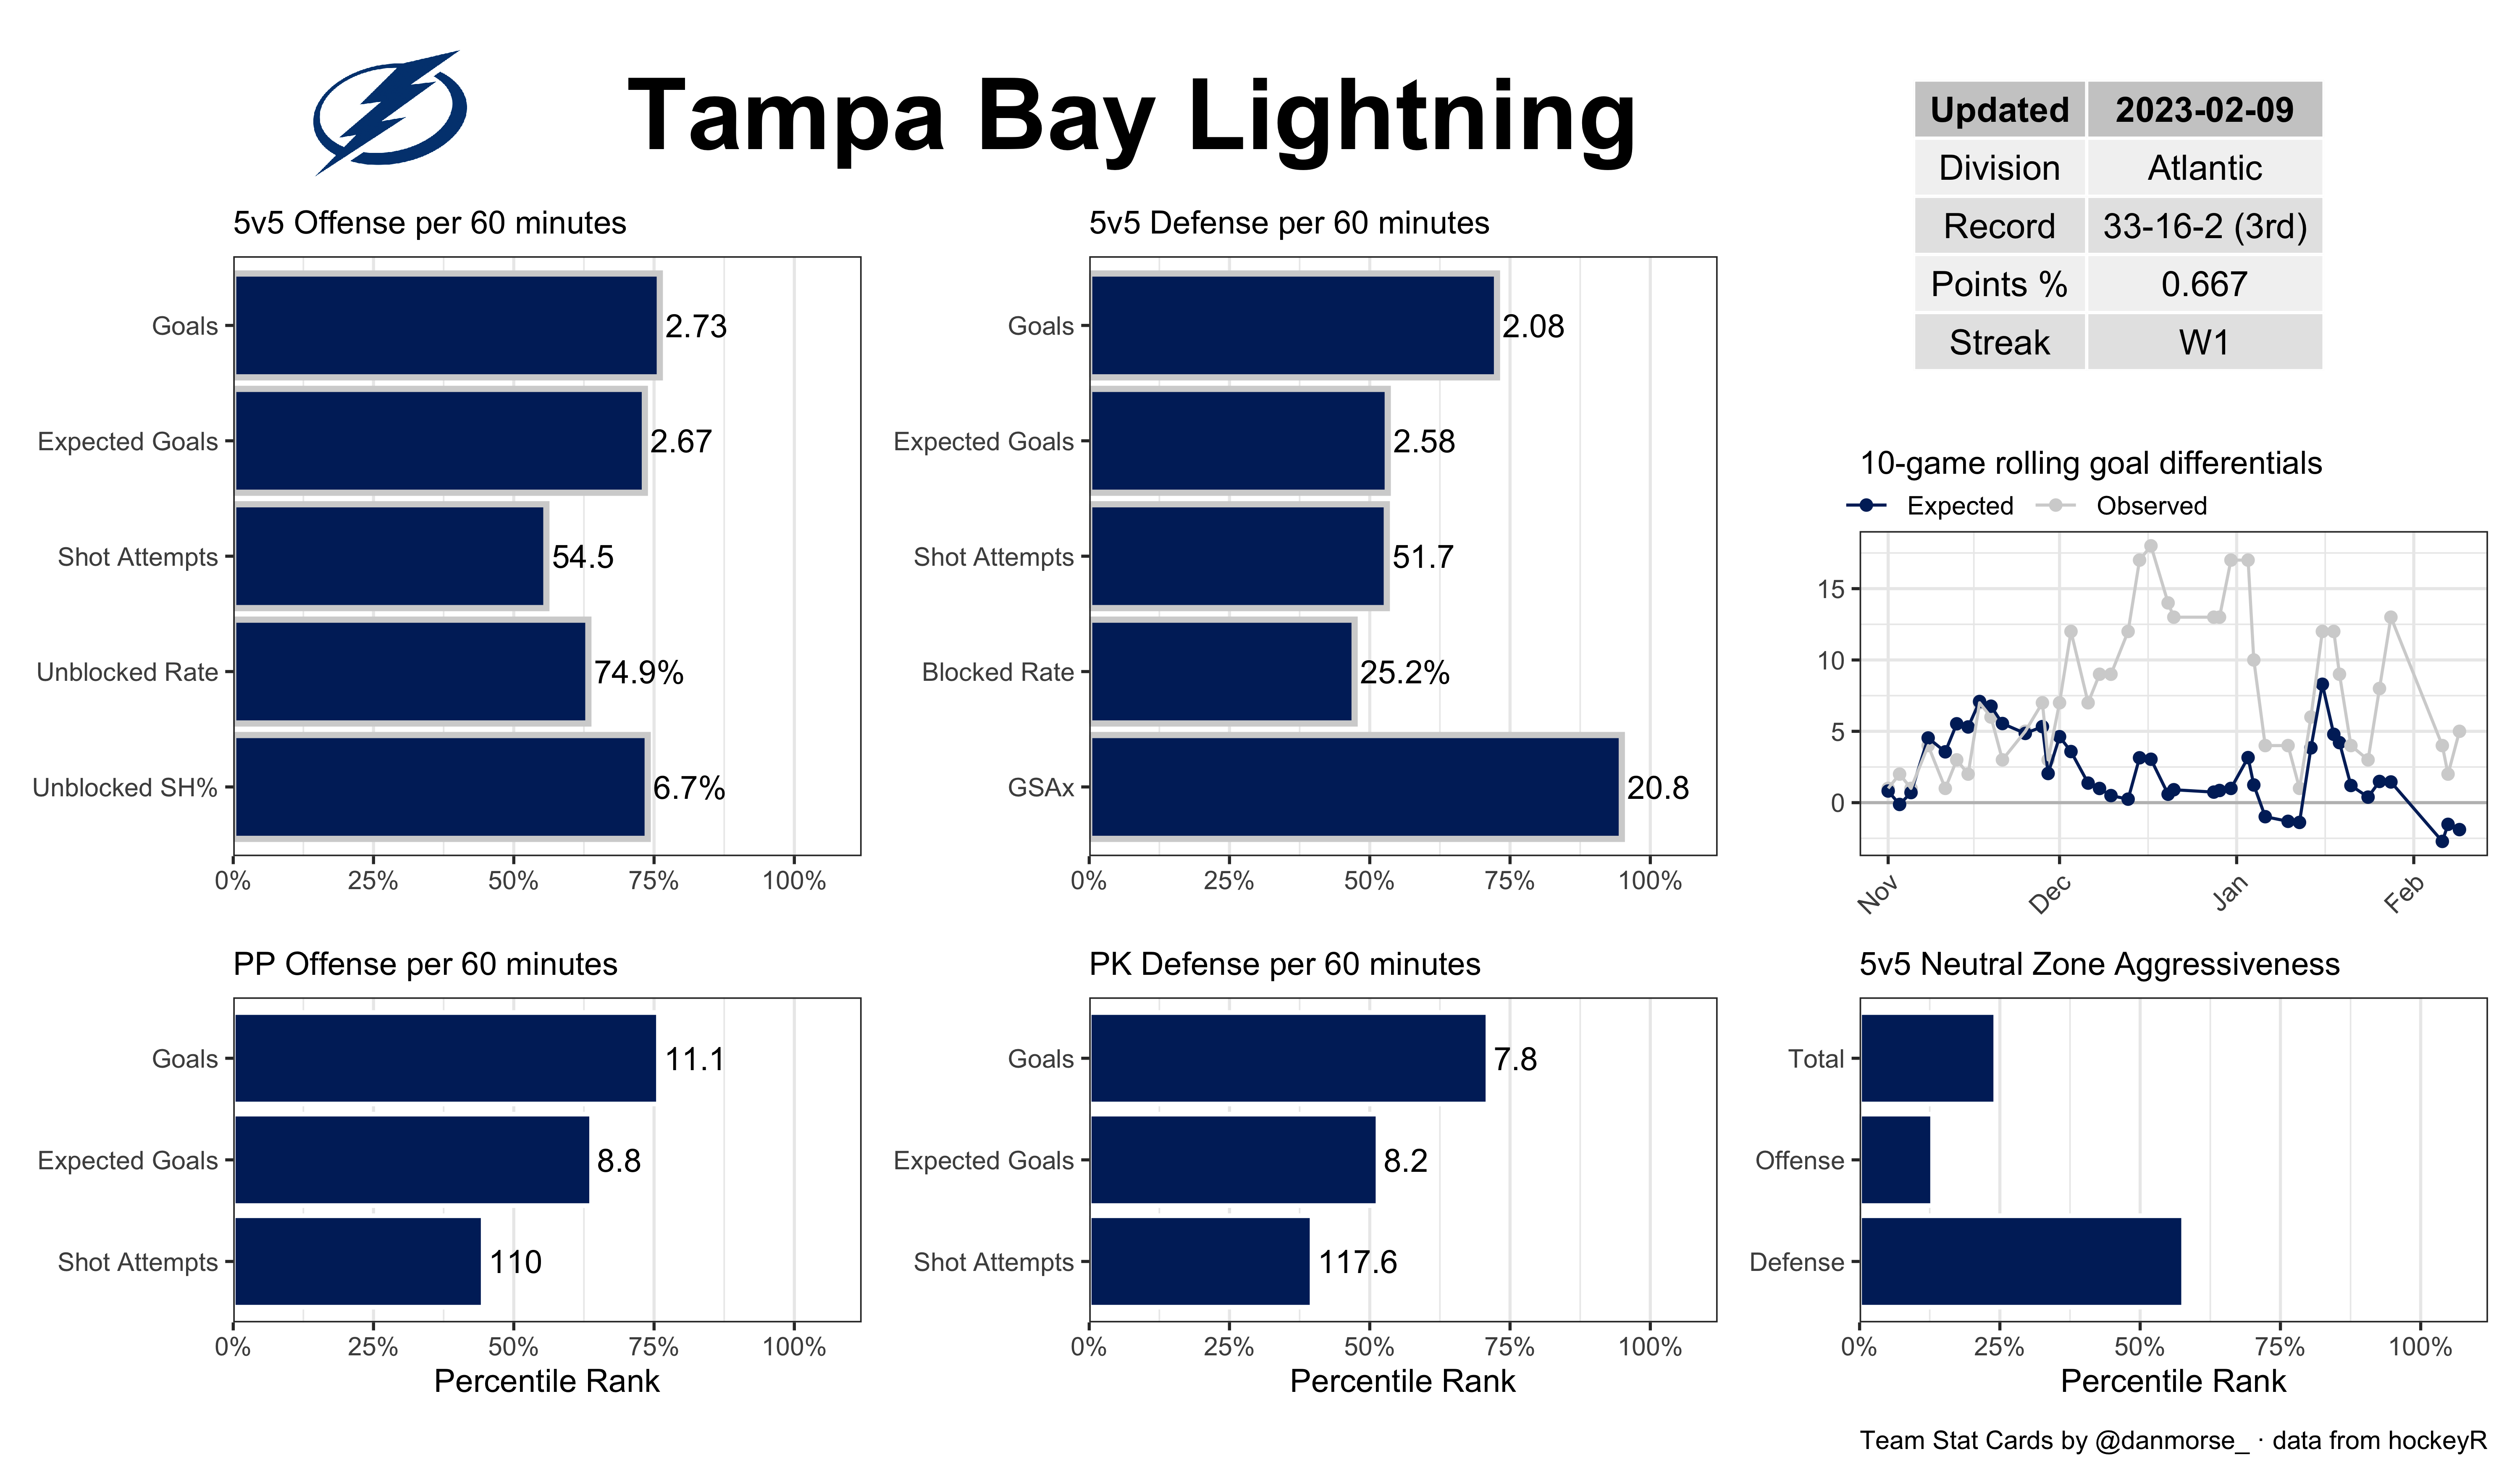 Tampa Bay Lightning
Updated 2023-02-09
Division Atlantic
Record 33-16-2 (3rd)
Points % 0.667
Streak W1
5v5 Offense per 60 minutes
Goals 2.73
Expected Goals 2.67
Shot Attempts 54.5
Unblocked Rate 74.9%
Unblocked SH% 6.7%
0% 25% 50% 75% 100%
5v5 Defense per 60 minutes
Goals 2.08
Expected Goals 2.58
Shot Attempts 51.7
Blocked Rate 25.2%
GSAx 20.8
0% 25% 50% 75% 100%
10-game rolling goal differentials
Expected Observed
15
10
5
0
Nov Dec Jan Feb
PP Offense per 60 minutes
Goals 11.1
Expected Goals 8.8
Shot Attempts 110
0% 25% 50% 75% 100%
Percentile Rank
PK Defense per 60 minutes
Goals 7.8
Expected Goals 8.2
Shot Attempts 117.6
0% 25% 50% 75% 100%
Percentile Rank
5v5 Neutral Zone Aggressiveness
Total
Offense
Defense
0% 25% 50% 75% 100%
Percentile Rank
Team Stat Cards by @danmorse_ · data from hockeyR